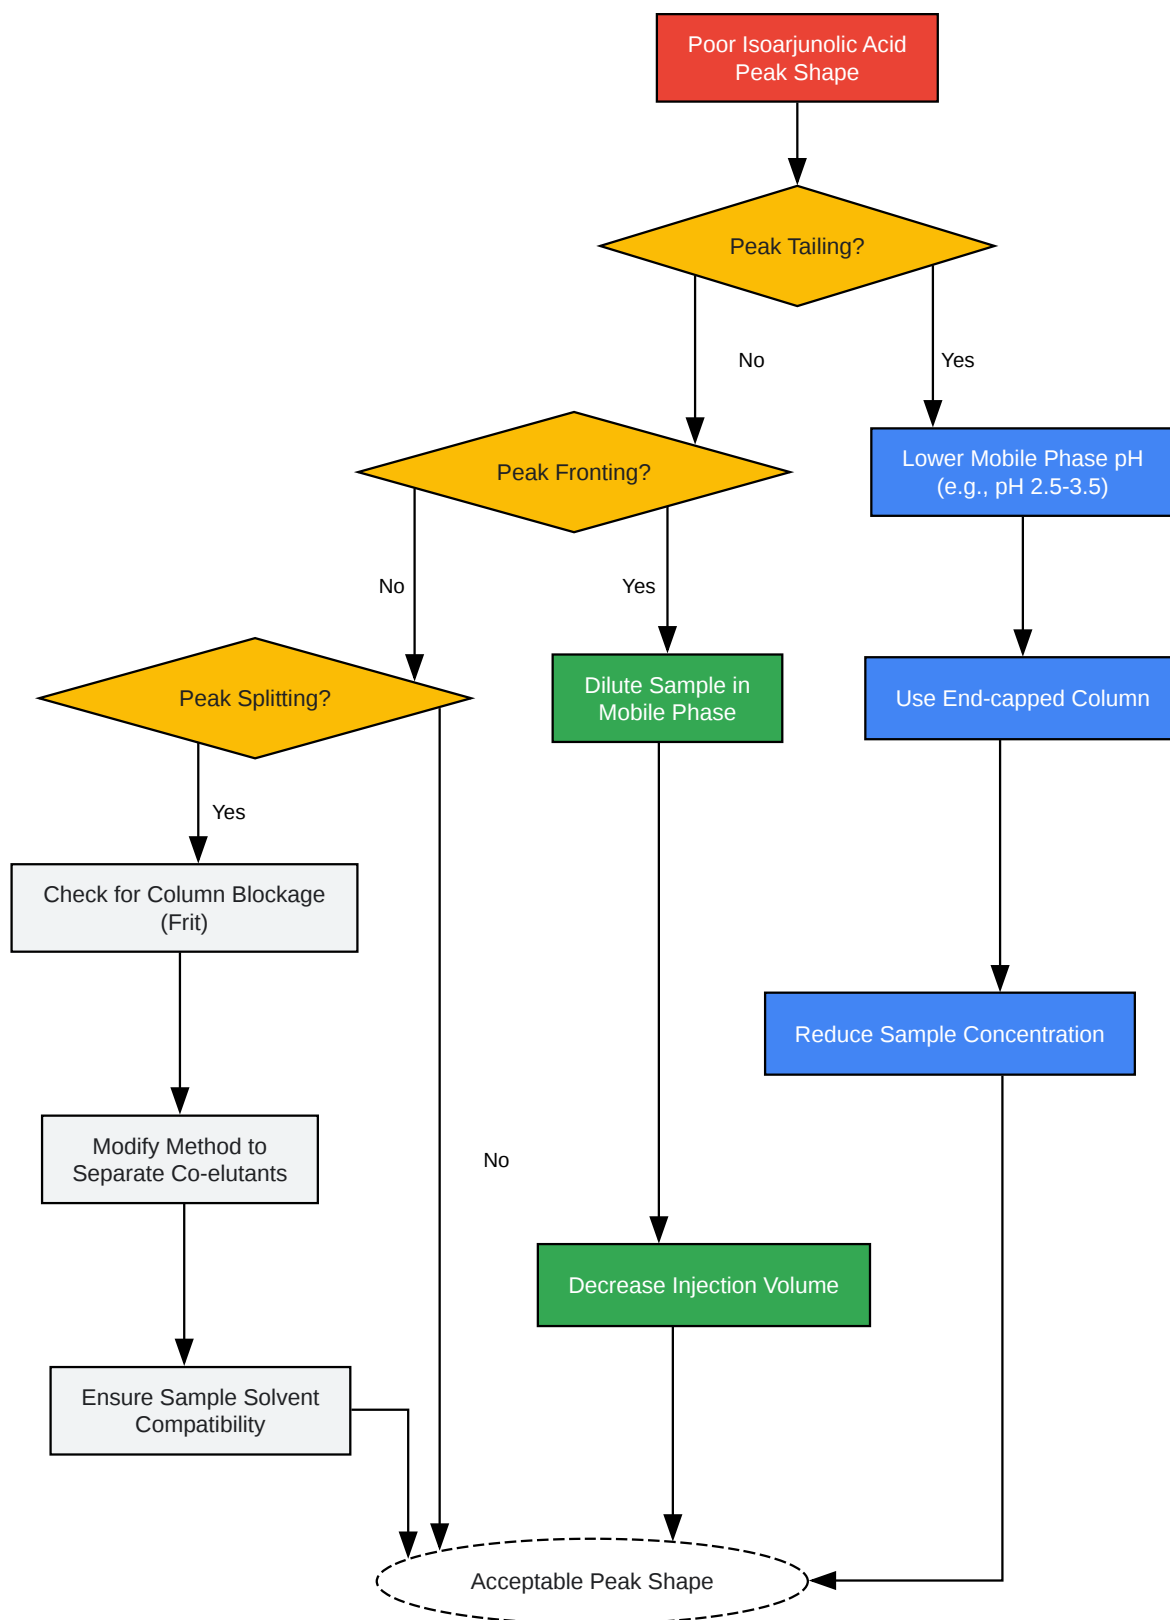 Poor Isoarjunolic Acid
Peak Shape
Peak Tailing?
No
Yes
Peak Fronting?
Lower Mobile Phase pH
(e.g., pH 2.5-3.5)
No
Yes
Peak Splitting?
Dilute Sample in
Mobile Phase
Use End-capped Column
Yes
Check for Column Blockage
(Frit)
Reduce Sample Concentration
Modify Method to
Separate Co-elutants
No
Decrease Injection Volume
Ensure Sample Solvent
Compatibility
Acceptable Peak Shape